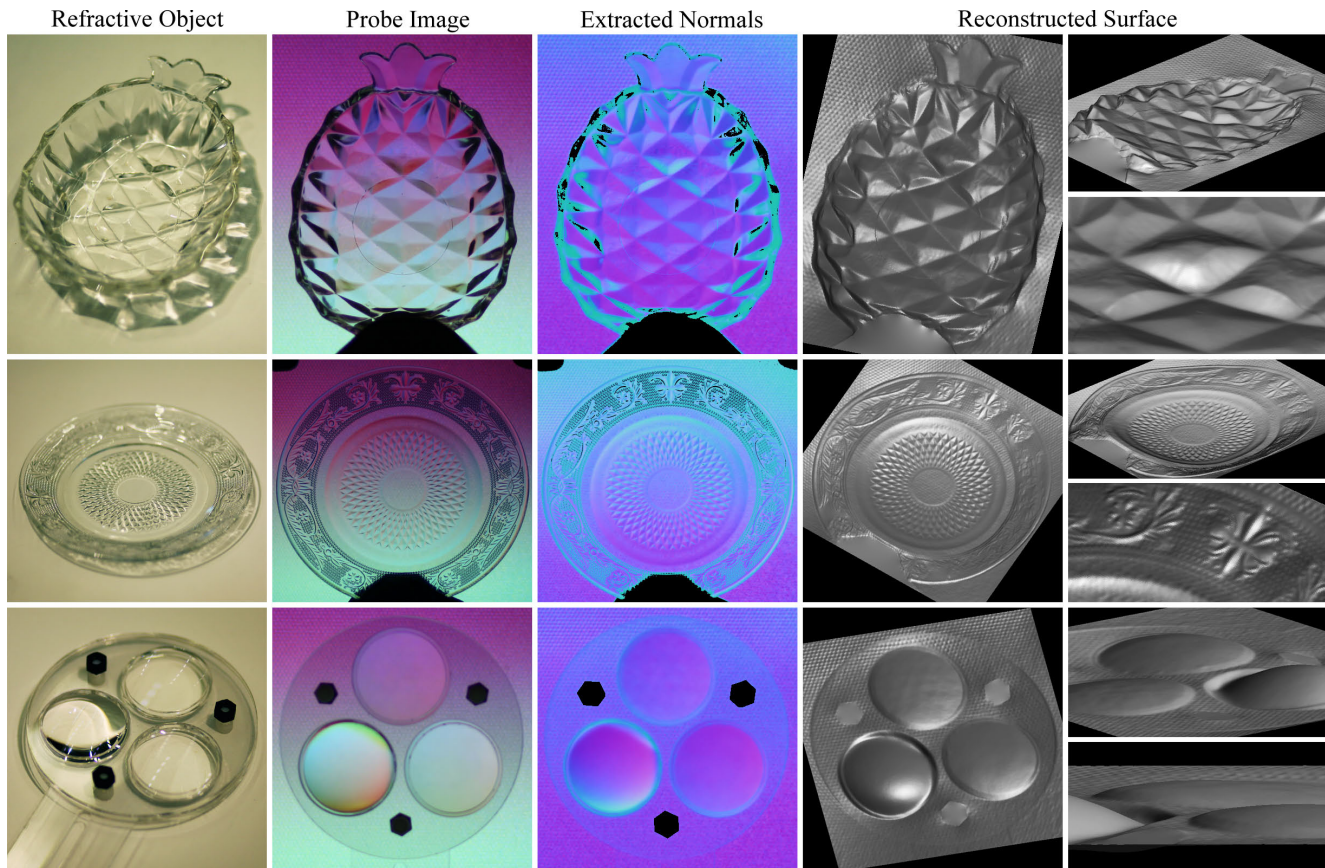 Refractive Object
Probe Image
Extracted Normals
Reconstructed Surface